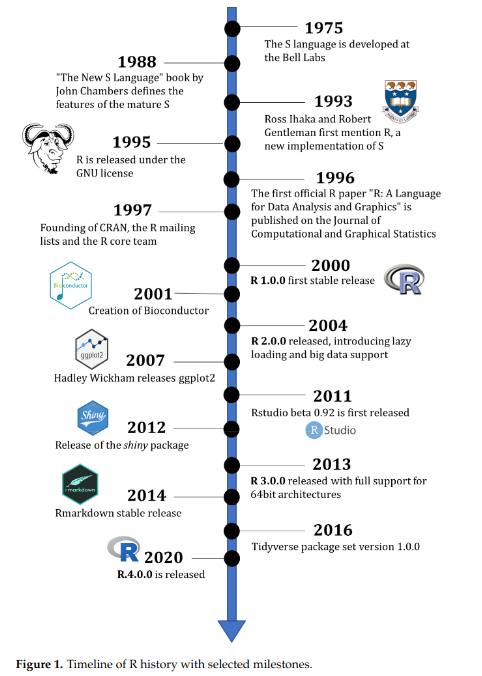 1975
The S language is developed at
the Bell Labs
1988
"The New S Language" book by
John Chambers defines the
features of the mature S
1993
Ross Ihaka and Robert
Gentleman first mention R, a
new implementation of S
1995
R is released under the
GNU license
1996
The first official R paper "R: A Language
for Data Analysis and Graphics" is
published on the Journal of
Computational and Graphical Statistics
1997
Founding of CRAN, the R mailing
lists and the R core team
2000
R 1.0.0 first stable release
R
Bioconductor
2001
Creation of Bioconductor
2004
R 2.0.0 released, introducing lazy
loading and big data support
ggplot2
2007
Hadley Wickham releases ggplot2
2011
Rstudio beta 0.92 is first released
R Studio
Shiny
2012
Release of the shiny package
2013
R 3.0.0 released with full support for
64bit architectures
rmarkdown
2014
Rmarkdown stable release
2016
Tidyverse package set version 1.0.0
R
2020
R.4.0.0 is released
Figure 1. Timeline of R history with selected milestones.